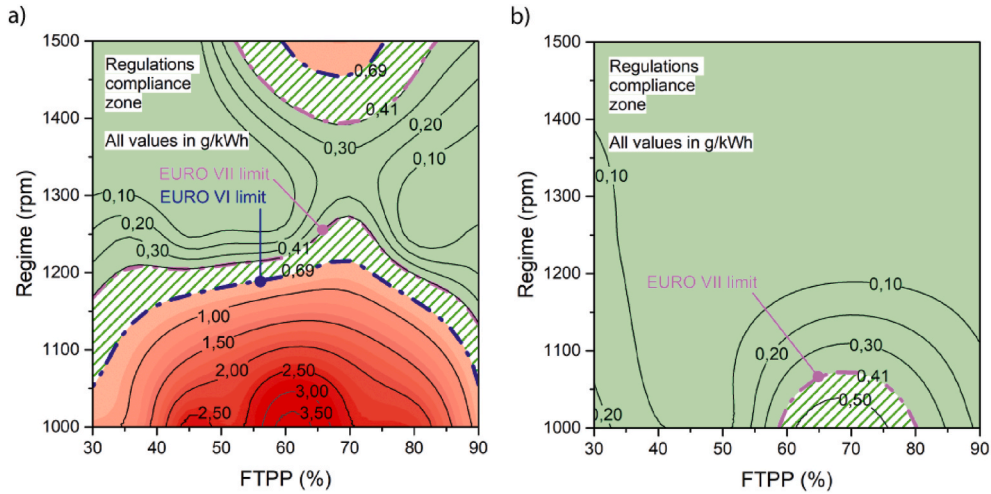 a)
1500
Regulations
compliance
zone
0,69
0,41
1400
0,20
All values in g/kWh
0,30
EURO VII limit
0,10
1300
EURO VI limit
0,10
0,20
0,30
0,41
0,69
1200
1,00
1,50
1100
2,00
2,50
3,00
2,50
3,50
1000
30 40 50 60 70 80 90
FTPP (%)
Regime (rpm)
b)
1500
Regulations
compliance
zone
1400
All values in g/kWh
0,10
1300
1200
EURO VII limit
0,10
1100
0,20
0,30
0,41
0,50
0,20
1000
30 40 50 60 70 80 90
FTPP (%)
Regime (rpm)